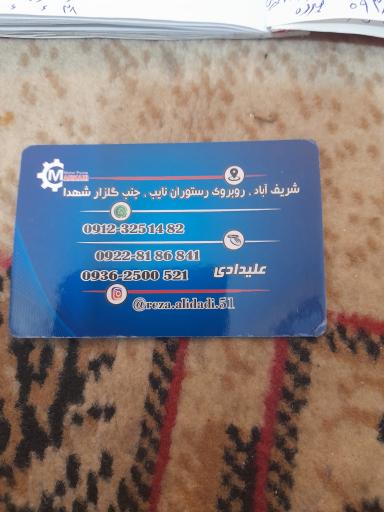 شریف آباد ، روبروی رستوران نایب ، جنب گلزار شهدا
0912-325 14 82
0922-81 86 841
علیدادی
0936-2500 521
@reza.alidadi.51